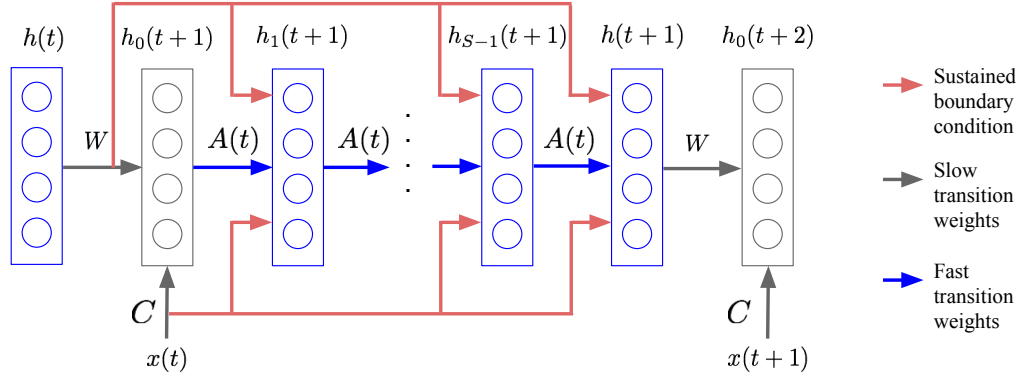 h(t)
h_0(t+1)
h_1(t+1)
h_{S-1}(t+1)
h(t+1)
h_0(t+2)
W
A(t)
A(t)
A(t)
W
C
x(t)
C
x(t+1)
Sustained
boundary
condition
Slow
transition
weights
Fast
transition
weights